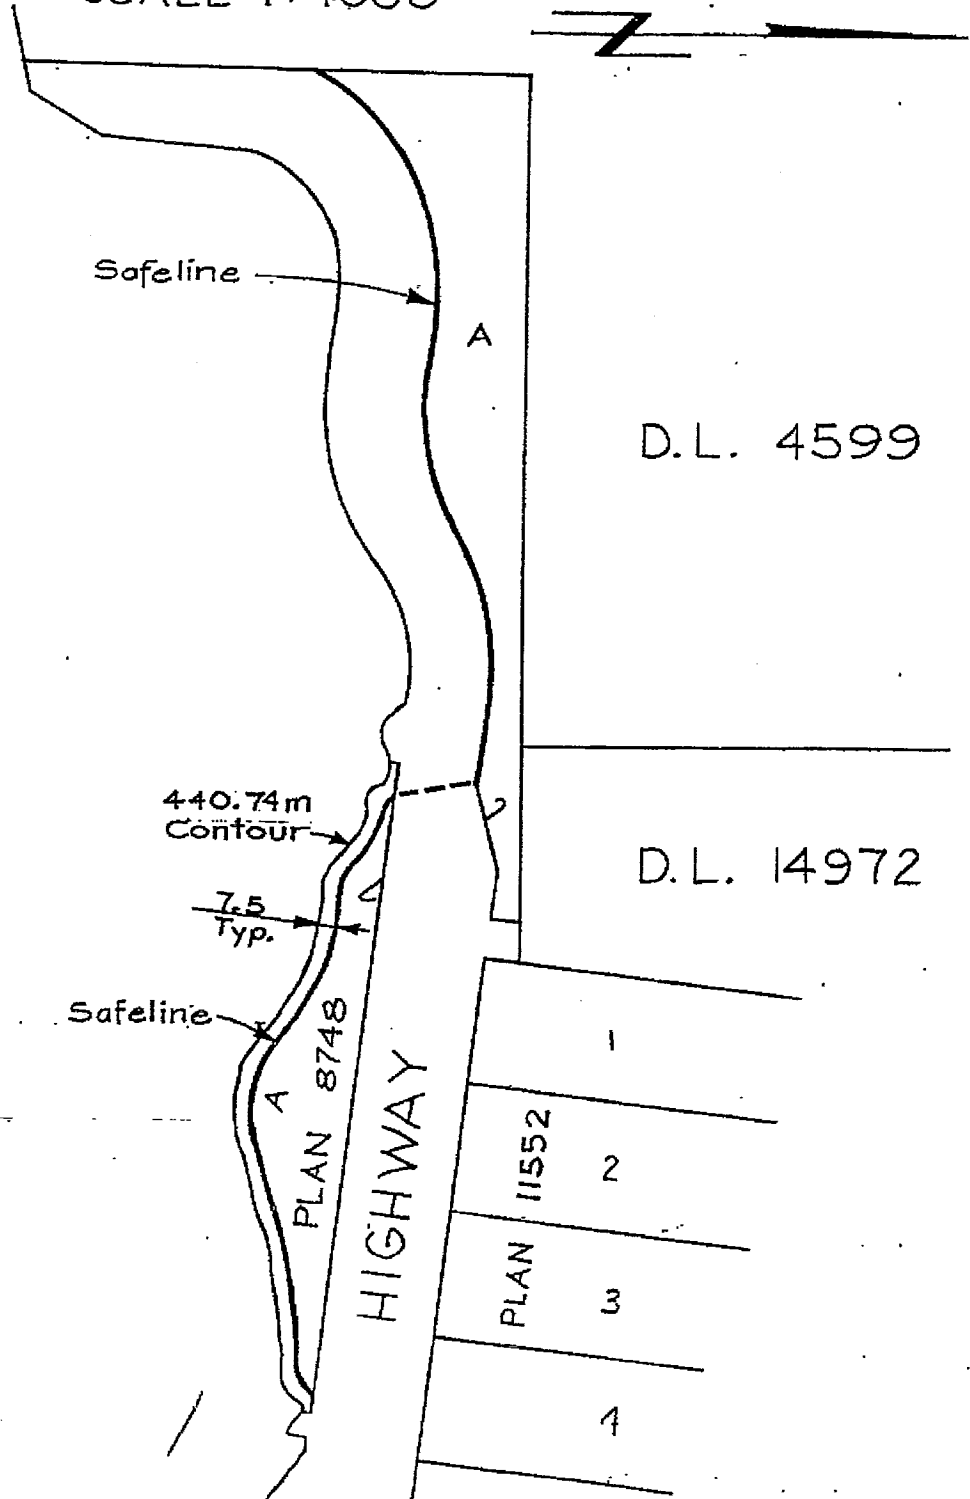 Safeline
A
D.L. 4599
440.74m
Contour
D.L. 14972
7.5
Typ.
Safeline
A
PLAN 8748
HIGHWAY
PLAN 11552
1
2
3
4